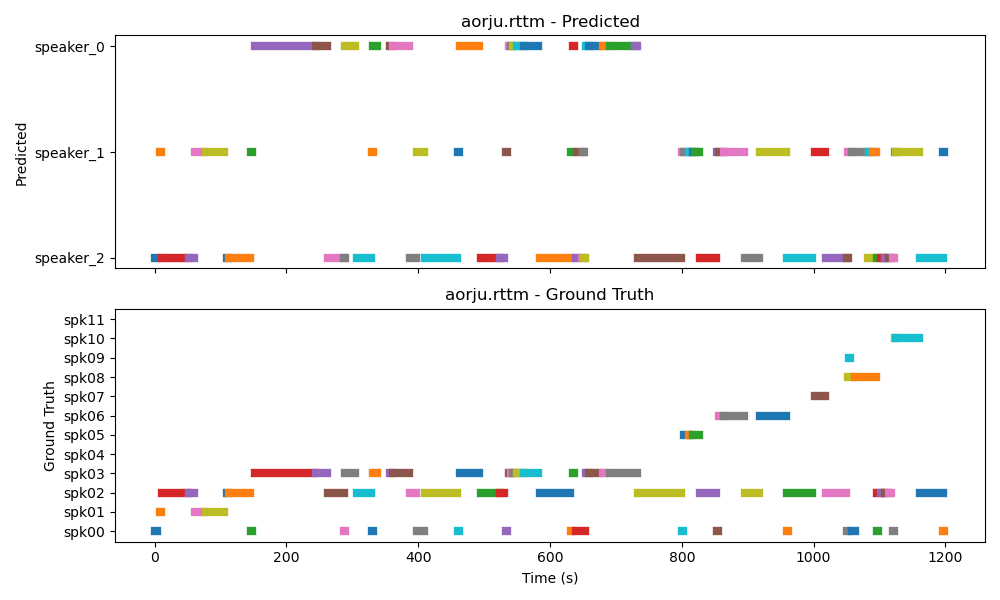 aorju.rttm - Predicted
speaker_0
speaker_1
speaker_2
Predicted
aorju.rttm - Ground Truth
spk11
spk10
spk09
spk08
spk07
spk06
spk05
spk04
spk03
spk02
spk01
spk00
Ground Truth
0 200 400 600 800 1000 1200
Time (s)